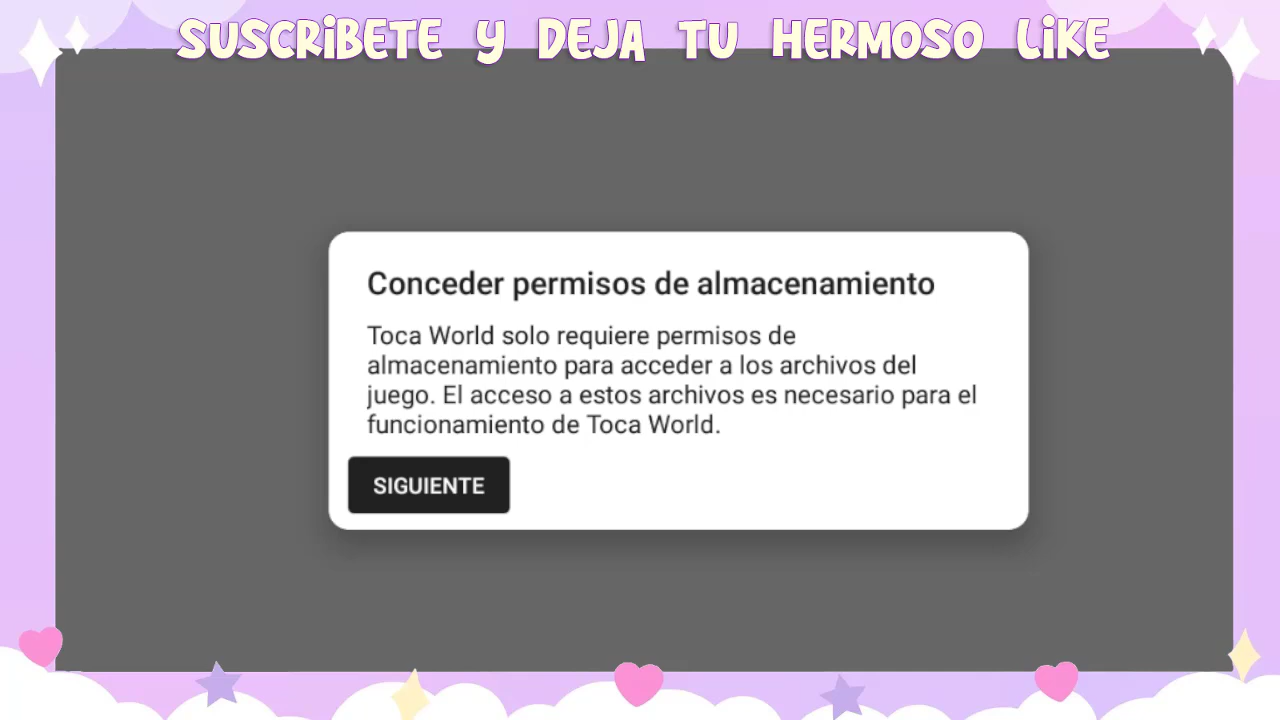 SUSCRiBETE Y DEJA TU HERMOSO LiKE
Conceder permisos de almacenamiento
Toca World solo requiere permisos de
almacenamiento para acceder a los archivos del
juego. El acceso a estos archivos es necesario para el
funcionamiento de Toca World.
SIGUIENTE